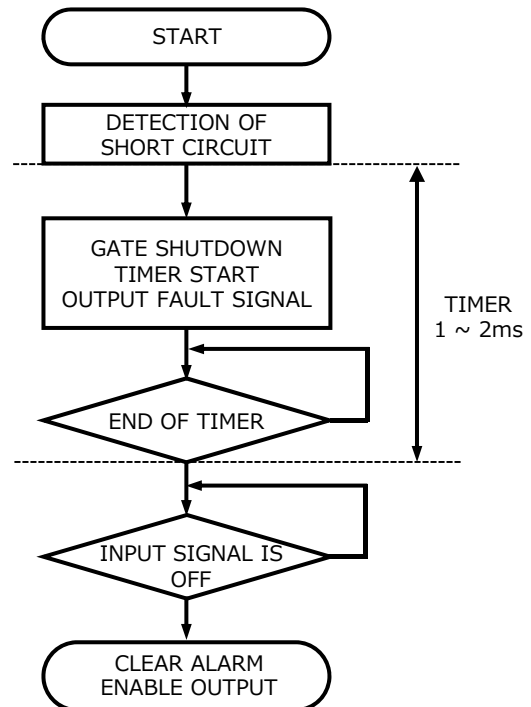 START
DETECTION OF
SHORT CIRCUIT
GATE SHUTDOWN
TIMER START
OUTPUT FAULT SIGNAL
TIMER
1 ~ 2ms
END OF TIMER
INPUT SIGNAL IS
OFF
CLEAR ALARM
ENABLE OUTPUT